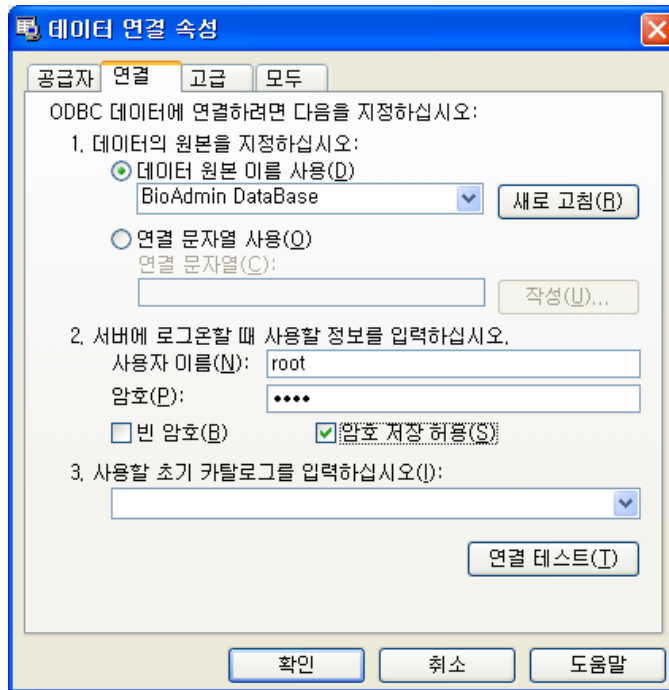 데이터 연결 속성
공급자 연결 고급 모두
ODBC 데이터에 연결하려면 다음을 지정하십시오:
1. 데이터의 원본을 지정하십시오:
데이터 원본 이름 사용(D)
BioAdmin DataBase 새로 고침(R)
연결 문자열 사용(O)
연결 문자열(C):
작성(U)...
2. 서버에 로그온할 때 사용할 정보를 입력하십시오.
사용자 이름(N): root
암호(P): ••••
빈 암호(B) 암호 저장 허용(S)
3. 사용할 초기 카탈로그를 입력하십시오(I):
연결 테스트(T)
확인 취소 도움말